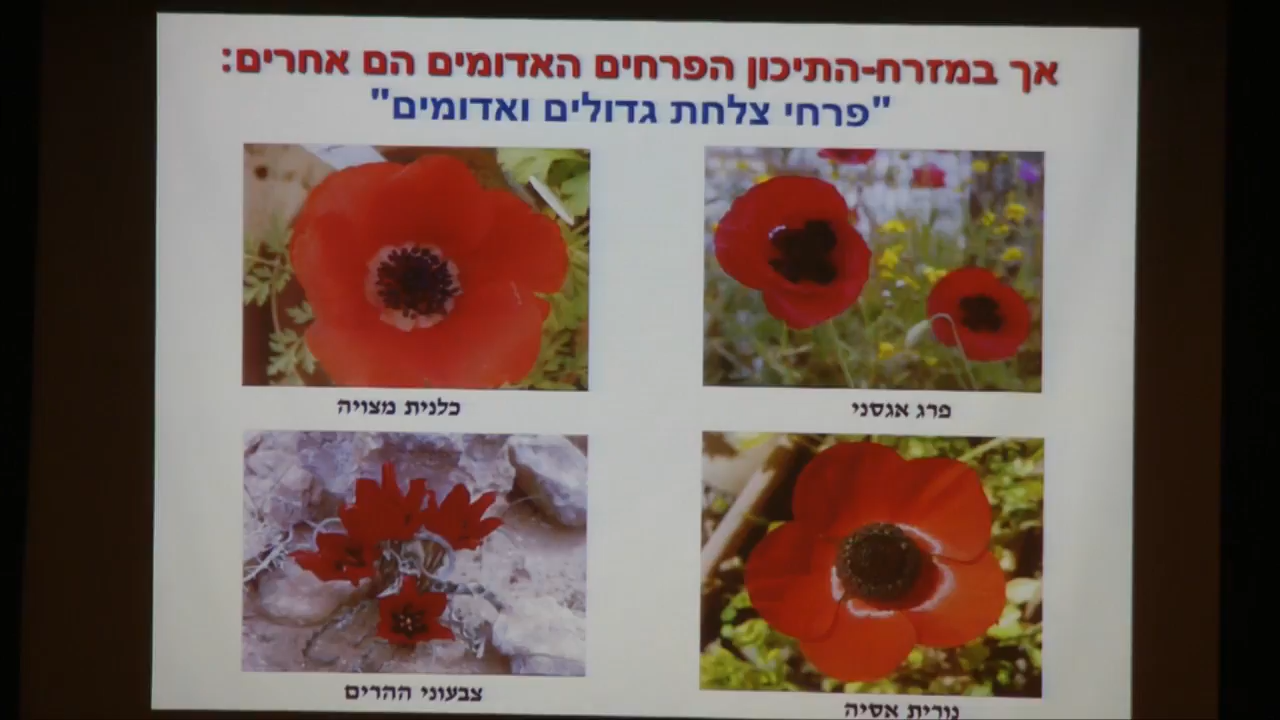 אך במזרח-התיכון הפרחים האדומים הם אחרים:
"פרחי צלחת גדולים ואדומים"
פרג אגסני
כלנית מצויה
נורית אסיה
צבעוני ההרים